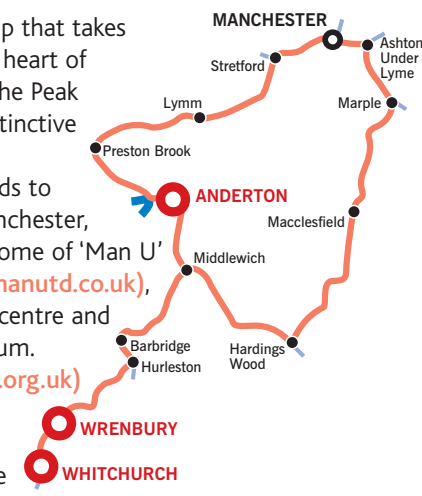 p that takes
heart of
he Peak
tinctive
ds to
nchester,
ome of ‘Man U’
manutd.co.uk),
centre and
um.
.org.uk)
e
MANCHESTER
Ashton
Under
Lyme
Stretford
Marple
Lymm
Preston Brook
ANDERTON
Macclesfield
Middlewich
Barbridge
Hurleston
Hardings
Wood
WRENBURY
WHITCHURCH